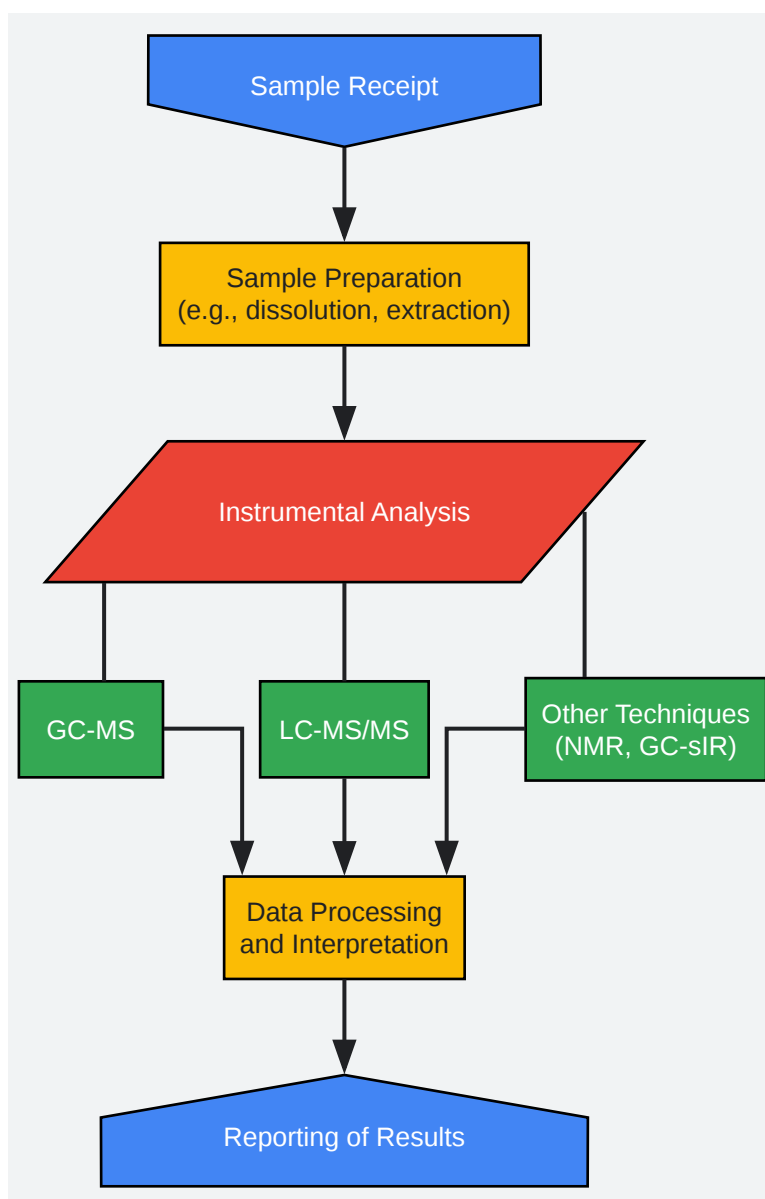 Sample Receipt
Sample Preparation
(e.g., dissolution, extraction)
Instrumental Analysis
GC-MS
LC-MS/MS
Other Techniques
(NMR, GC-sIR)
Data Processing
and Interpretation
Reporting of Results